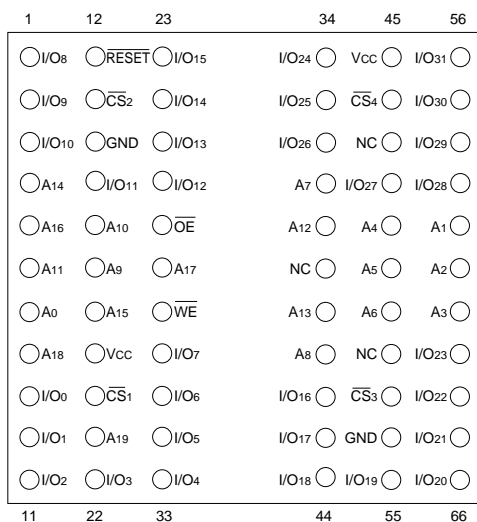 1 12 23 34 45 56
I/O8 RESET I/O15 I/O24 VCC I/O31
I/O9 CS2 I/O14 I/O25 CS4 I/O30
I/O10 GND I/O13 I/O26 NC I/O29
A14 I/O11 I/O12 A7 I/O27 I/O28
A16 A10 OE A12 A4 A1
A11 A9 A17 NC A5 A2
A0 A15 WE A13 A6 A3
A18 VCC I/O7 A8 NC I/O23
I/O0 CS1 I/O6 I/O16 CS3 I/O22
I/O1 A19 I/O5 I/O17 GND I/O21
I/O2 I/O3 I/O4 I/O18 I/O19 I/O20
11 22 33 44 55 66